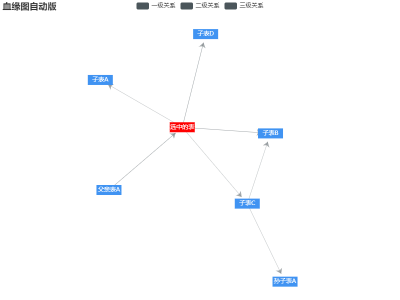 血缘图自动版
一级关系 二级关系 三级关系
子表D
子表A
选中的表
子表B
父亲表A
子表C
孙子表A